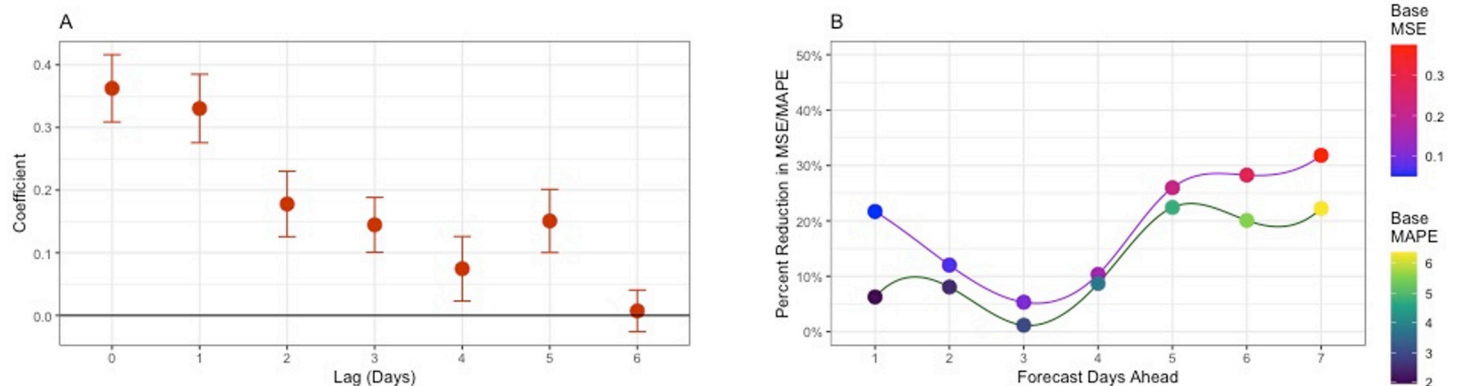 A
Coefficient
0.4
0.3
0.2
0.1
0.0
0 1 2 3 4 5 6
Lag (Days)
B
Percent Reduction in MSE/MAPE
50%
40%
30%
20%
10%
0%
1 2 3 4 5 6 7
Forecast Days Ahead
Base
MSE
0.3
0.2
0.1
Base
MAPE
6
5
4
3
2